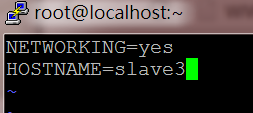 root@localhost:~
NETWORKING=yes
HOSTNAME=slave3
~